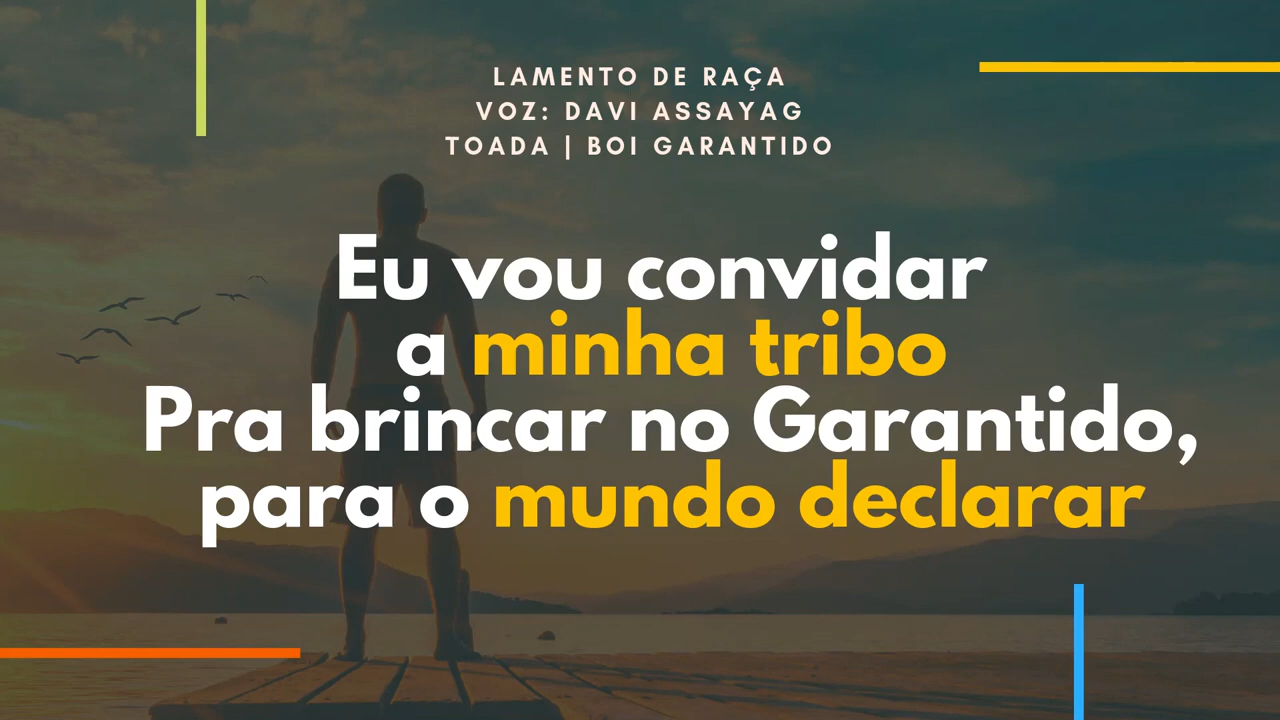 LAMENTO DE RAÇA
VOZ: DAVI ASSAYAG
TOADA | BOI GARANTIDO
Eu vou convidar
a minha tribo
Pra brincar no Garantido,
para o mundo declarar